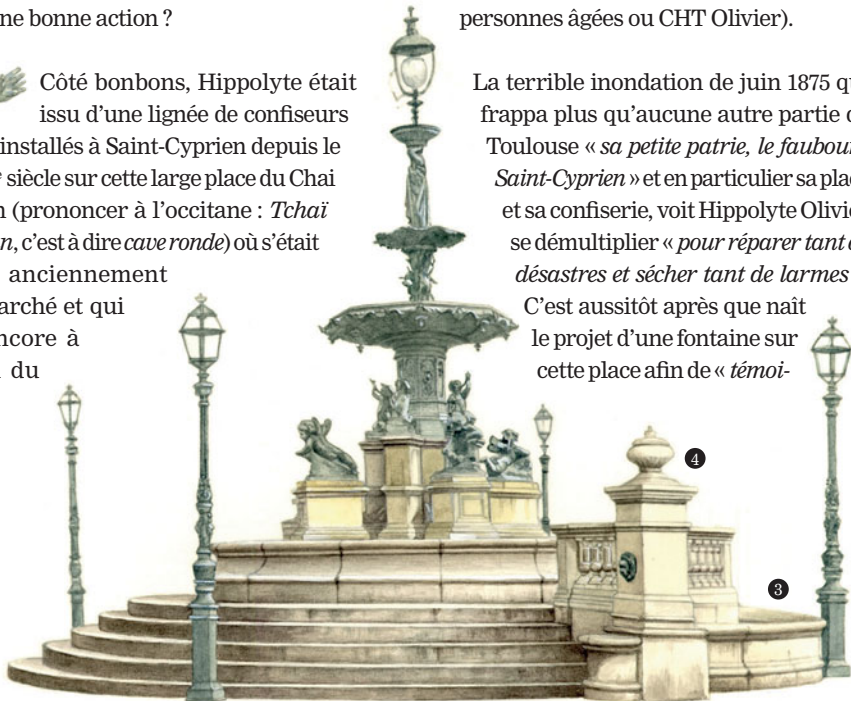 ne bonne action ?
Côté bonbons, Hippolyte était
issu d'une lignée de confiseurs
installés à Saint-Cyprien depuis le
siècle sur cette large place du Chai
(prononcer à l'occitane : Tchaï
c'est à dire cave ronde) où s'était
anciennement
arché et qui
ncore à
du
personnes âgées ou CHT Olivier).
La terrible inondation de juin 1875 qu
frappa plus qu'aucune autre partie d
Toulouse « sa petite patrie, le faubour
Saint-Cyprien » et en particulier sa plac
et sa confiserie, voit Hippolyte Olivie
se démultiplier « pour réparer tant d
désastres et sécher tant de larmes
C'est aussitôt après que naît
le projet d'une fontaine sur
cette place afin de « témoi-
4
3